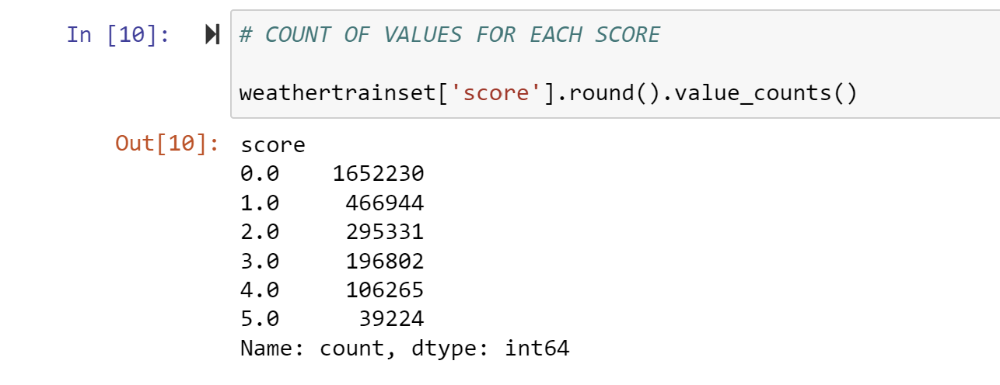 In [10]: # COUNT OF VALUES FOR EACH SCORE
weathertrainset['score'].round().value_counts()
Out[10]: score
0.0    1652230
1.0     466944
2.0     295331
3.0     196802
4.0     106265
5.0      39224
Name: count, dtype: int64